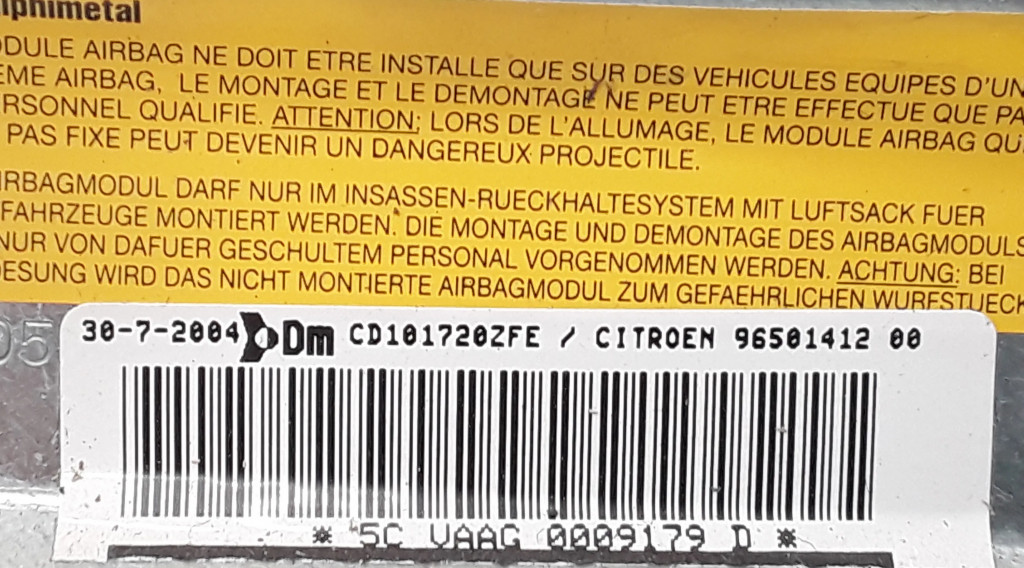 lphimetal
ODULE AIRBAG NE DOIT ETRE INSTALLE QUE SUR DES VEHICULES EQUIPES D'UN
EME AIRBAG, LE MONTAGE ET LE DEMONTAGE NE PEUT ETRE EFFECTUE QUE PA
RSONNEL QUALIFIE. ATTENTION; LORS DE L'ALLUMAGE, LE MODULE AIRBAG QU
PAS FIXE PEUT DEVENIR UN DANGEREUX PROJECTILE.
IRBAGMODUL DARF NUR IM INSASSEN-RUECKHALTESYSTEM MIT LUFTSACK FUER
FAHRZEUGE MONTIERT WERDEN. DIE MONTAGE UND DEMONTAGE DES AIRBAGMODULS
NUR VON DAFUER GESCHULTEM PERSONAL VORGENOMMEN WERDEN. ACHTUNG: BEI
ESUNG WIRD DAS NICHT MONTIERTE AIRBAGMODUL ZUM GEFAEHRLICHEN WURFSTUECK
05
30-7-2004 Dm CD101720ZFE / CITROEN 96501412 00
* 5C VAAG 0009179 D *